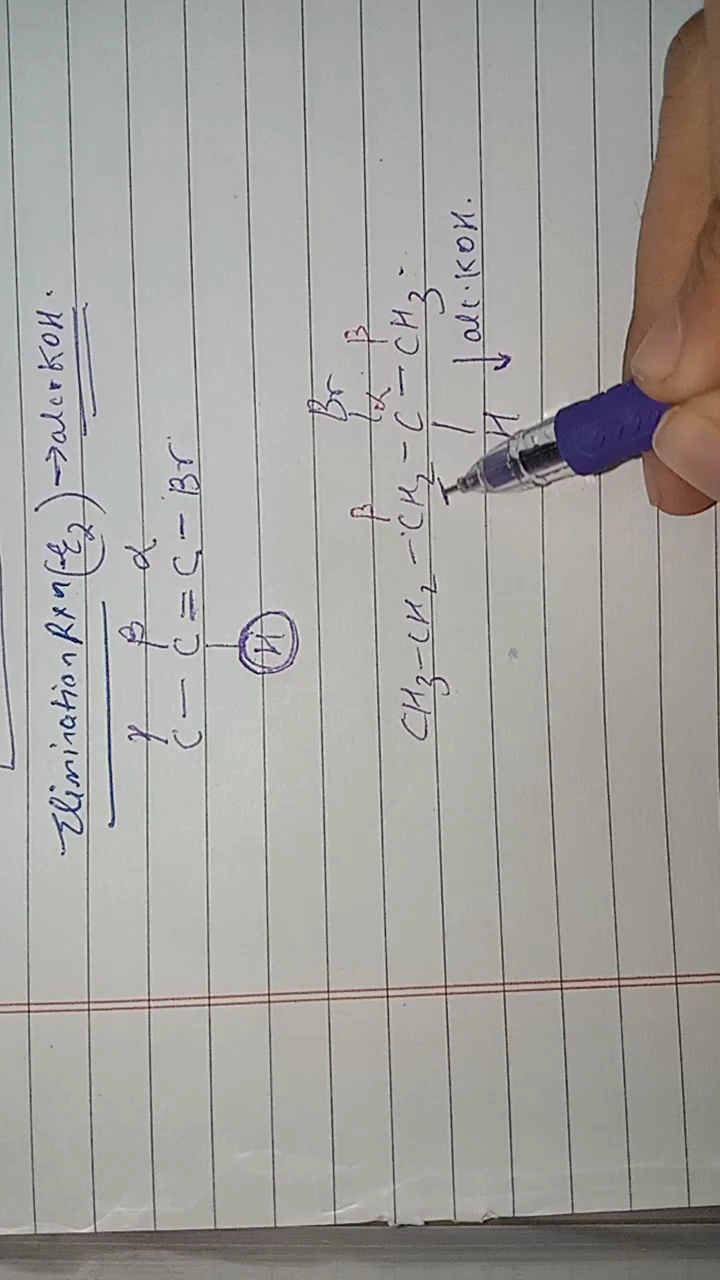 Elimination Rxn (E2) → alc. KOH.
γ β α
C — C = C — Br
H
Br
β α β
CH3 — CH2 — CH2 — C — CH3
H
↓ alc. KOH.